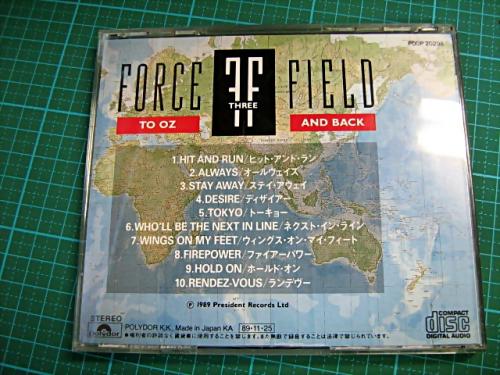 POCP 20298
FORCE FIELD
THREE
TO OZ AND BACK
1.HIT AND RUN/ヒット・アンド・ラン
2.ALWAYS/オールウェイズ
3.STAY AWAY/ステイ・アウェイ
4.DESIRE/ディザイアー
5.TOKYO/トーキョー
6.WHO'LL BE THE NEXT IN LINE/ネクスト・イン・ライン
7.WINGS ON MY FEET/ウィングス・オン・マイ・フィート
8.FIREPOWER/ファイアーパワー
9.HOLD ON/ホールド・オン
10.RENDEZ-VOUS/ランデヴー
℗ 1989 President Records Ltd
STEREO
polydor
POLYDOR K.K., Made in Japan KA 89・11・25
COMPACT disc DIGITAL AUDIO